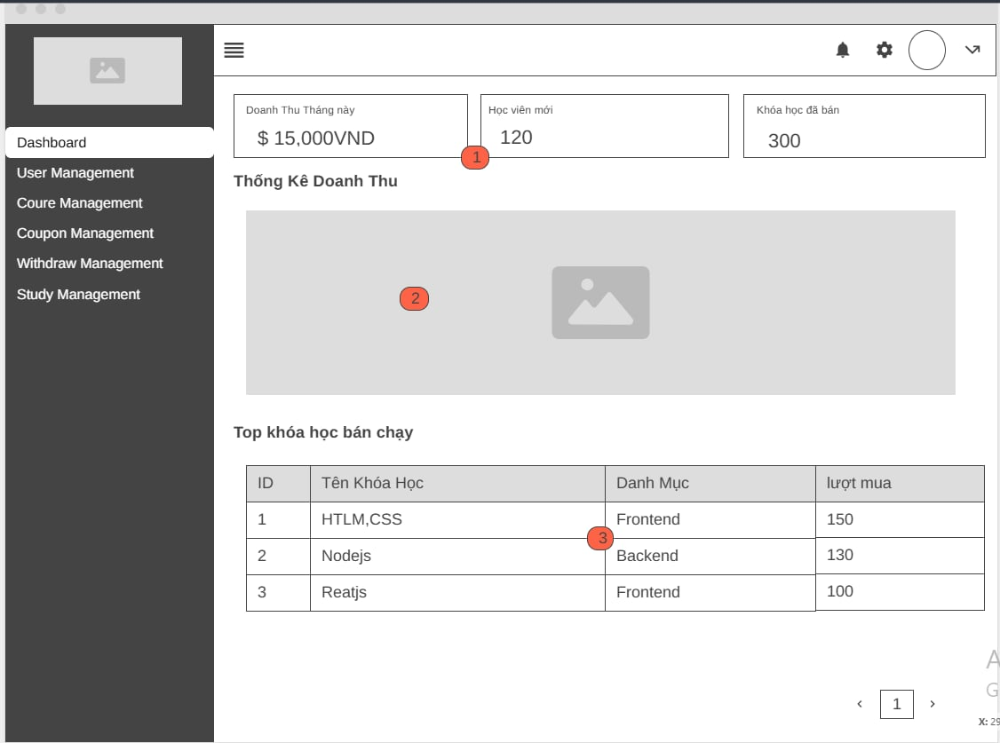 Dashboard
User Management
Coure Management
Coupon Management
Withdraw Management
Study Management
Doanh Thu Tháng này
$ 15,000VND
Học viên mới
120
Khóa học đã bán
300
1
Thống Kê Doanh Thu
2
Top khóa học bán chạy
ID Tên Khóa Học Danh Mục lượt mua
1 HTLM,CSS Frontend 150
3
2 Nodejs Backend 130
3 Reatjs Frontend 100
‹ 1 ›
A
G
X: 29